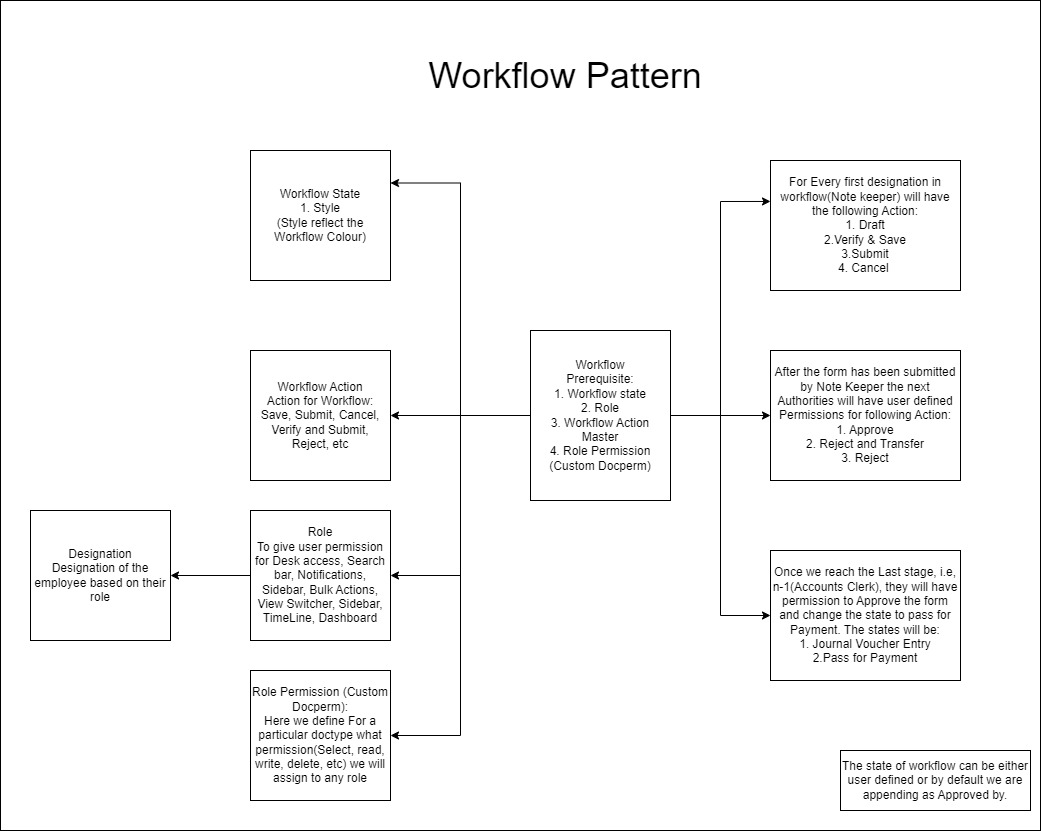 Workflow Pattern
Workflow State
1. Style
(Style reflect the
Workflow Colour)
For Every first designation in
workflow(Note keeper) will have
the following Action:
1. Draft
2.Verify & Save
3.Submit
4. Cancel
Workflow Action
Action for Workflow:
Save, Submit, Cancel,
Verify and Submit,
Reject, etc
Workflow
Prerequisite:
1. Workflow state
2. Role
3. Workflow Action
Master
4. Role Permission
(Custom Docperm)
After the form has been submitted
by Note Keeper the next
Authorities will have user defined
Permissions for following Action:
1. Approve
2. Reject and Transfer
3. Reject
Designation
Designation of the
employee based on their
role
Role
To give user permission
for Desk access, Search
bar, Notifications,
Sidebar, Bulk Actions,
View Switcher, Sidebar,
TimeLine, Dashboard
Once we reach the Last stage, i.e,
n-1(Accounts Clerk), they will have
permission to Approve the form
and change the state to pass for
Payment. The states will be:
1. Journal Voucher Entry
2.Pass for Payment
Role Permission (Custom
Docperm):
Here we define For a
particular doctype what
permission(Select, read,
write, delete, etc) we will
assign to any role
The state of workflow can be either
user defined or by default we are
appending as Approved by.